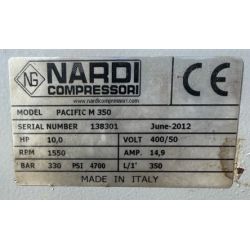 NG NARDI CE
COMPRESSORI
www.nardicompressori.com
MODEL PACIFIC M 350
SERIAL NUMBER 138301 June-2012
HP 10,0 VOLT 400/50
RPM 1550 AMP. 14,9
BAR 330 PSI 4700 L/1' 350
MADE IN ITALY